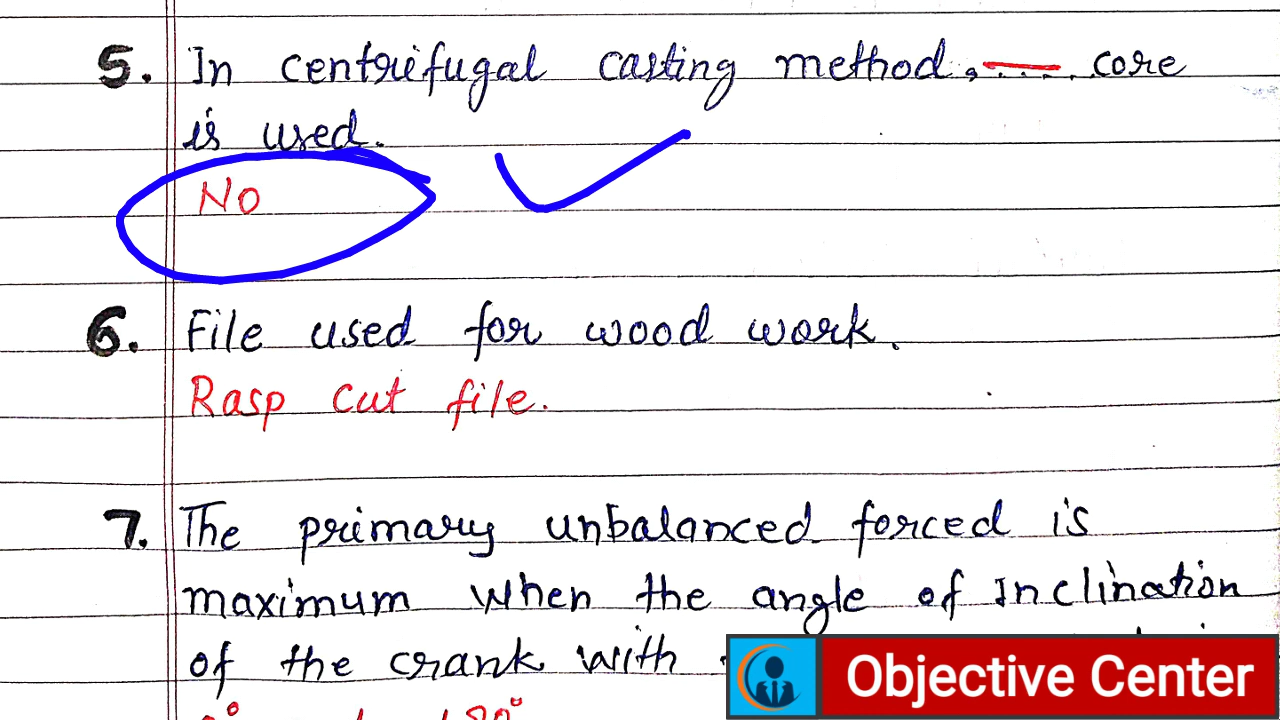 5. In centrifugal casting method, .... core
is used.
No
6. File used for wood work.
Rasp cut file.
7. The primary unbalanced forced is
maximum when the angle of Inclination
of the crank with
Objective Center